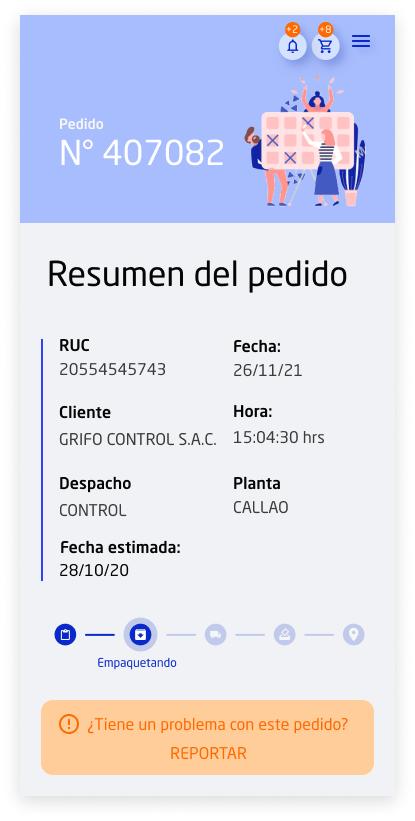 +2
+8
Pedido
N° 407082
Resumen del pedido
RUC
20554545743
Fecha:
26/11/21
Cliente
GRIFO CONTROL S.A.C.
Hora:
15:04:30 hrs
Despacho
CONTROL
Planta
CALLAO
Fecha estimada:
28/10/20
Empaquetando
¿Tiene un problema con este pedido?
REPORTAR